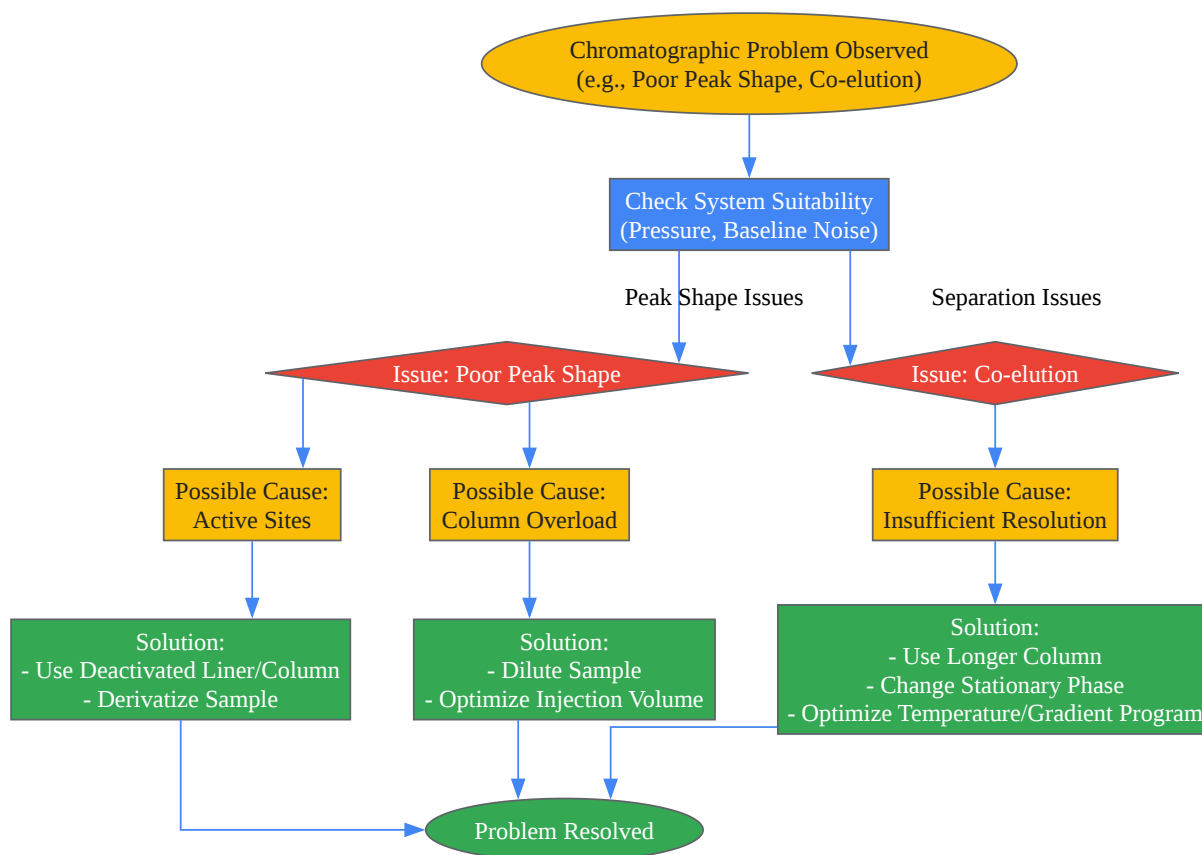 Chromatographic Problem Observed
(e.g., Poor Peak Shape, Co-elution)
Check System Suitability
(Pressure, Baseline Noise)
Peak Shape Issues
Separation Issues
Issue: Poor Peak Shape
Issue: Co-elution
Possible Cause:
Active Sites
Possible Cause:
Column Overload
Possible Cause:
Insufficient Resolution
Solution:
- Use Deactivated Liner/Column
- Derivatize Sample
Solution:
- Dilute Sample
- Optimize Injection Volume
Solution:
- Use Longer Column
- Change Stationary Phase
- Optimize Temperature/Gradient Program
Problem Resolved